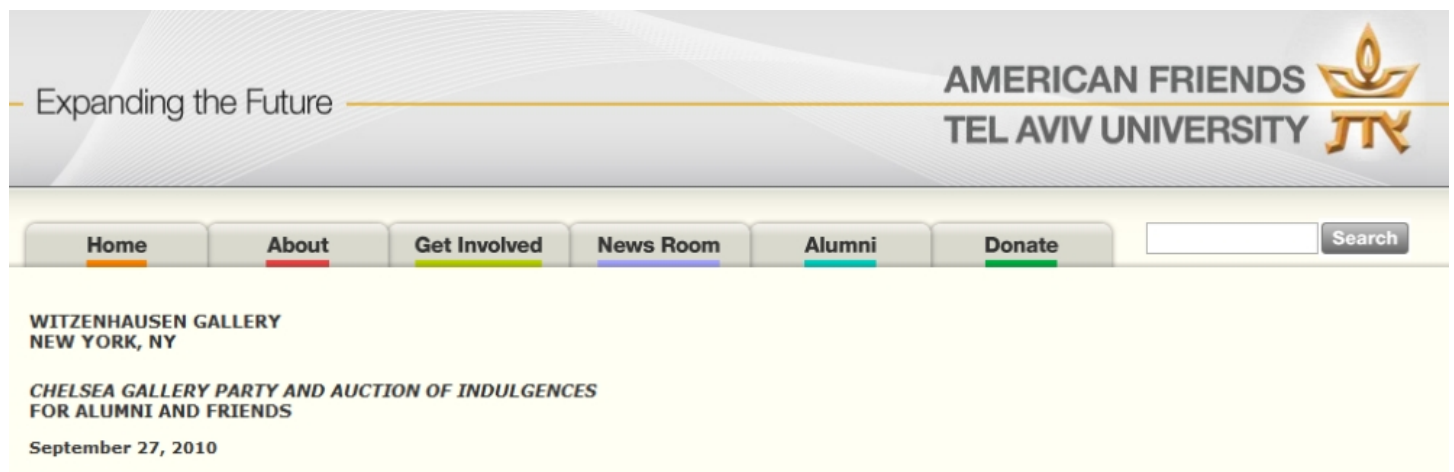 Expanding the Future
AMERICAN FRIENDS
TEL AVIV UNIVERSITY
Home About Get Involved News Room Alumni Donate Search
WITZENHAUSEN GALLERY
NEW YORK, NY
CHELSEA GALLERY PARTY AND AUCTION OF INDULGENCES
FOR ALUMNI AND FRIENDS
September 27, 2010